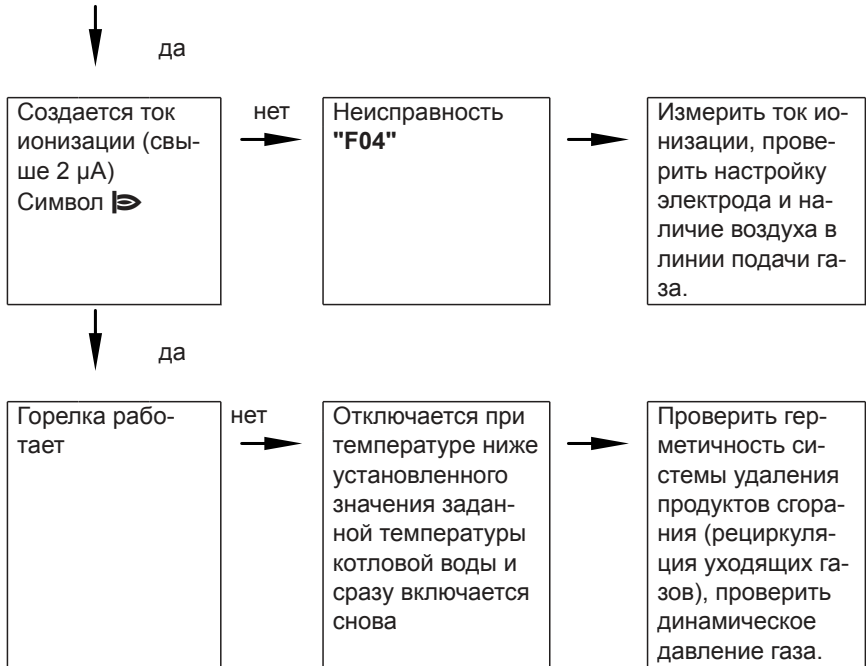 да
Создается ток
ионизации (свы-
ше 2 µA)
Символ
нет
Неисправность
"F04"
Измерить ток ио-
низации, прове-
рить настройку
электрода и на-
личие воздуха в
линии подачи га-
за.
да
Горелка рабо-
тает
нет
Отключается при
температуре ниже
установленного
значения задан-
ной температуры
котловой воды и
сразу включается
снова
Проверить гер-
метичность си-
стемы удаления
продуктов сгора-
ния (рециркуля-
ция уходящих га-
зов), проверить
динамическое
давление газа.